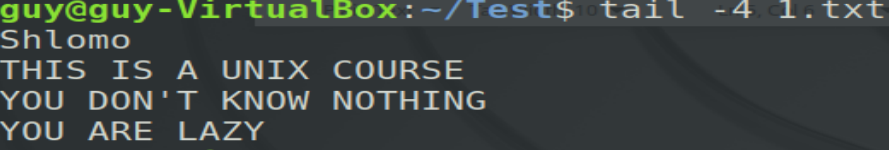 guy@guy-VirtualBox:~/Test$ tail -4 1.txt
Shlomo
THIS IS A UNIX COURSE
YOU DON'T KNOW NOTHING
YOU ARE LAZY